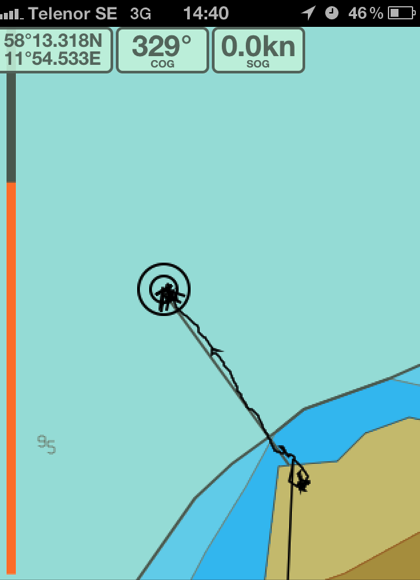 Telenor SE 3G 14:40 46%
58°13.318N
11°54.533E
329°
COG
0.0kn
SOG
95